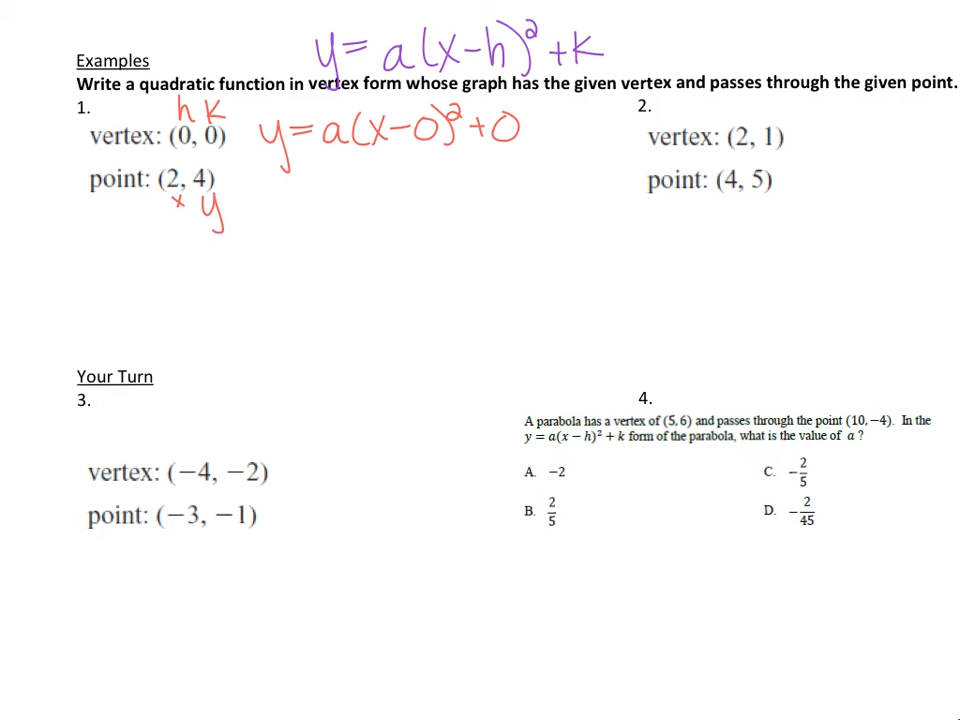 y = a(x-h)² + k
Examples
Write a quadratic function in vertex form whose graph has the given vertex and passes through the given point.
1.
h k
vertex: (0, 0)
y = a(x-0)² + 0
point: (2, 4)
x y
2.
vertex: (2, 1)
point: (4, 5)
Your Turn
3.
vertex: (−4, −2)
point: (−3, −1)
4.
A parabola has a vertex of (5, 6) and passes through the point (10, −4). In the
y = a(x − h)² + k form of the parabola, what is the value of a ?
A. −2
B. 2/5
C. −2/5
D. −2/45